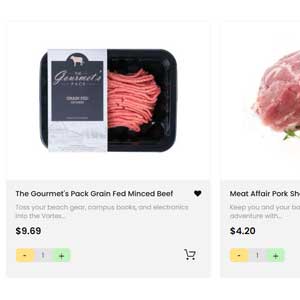 THE
Gourmet's
PACK
GRAIN FED
The Gourmet's Pack Grain Fed Minced Beef
Toss your beach gear, campus books, and electronics
into the Vortex...
$9.69
- 1 +
Meat Affair Pork Sh
Keep you and your bo
adventure with...
$4.20
- 1 +